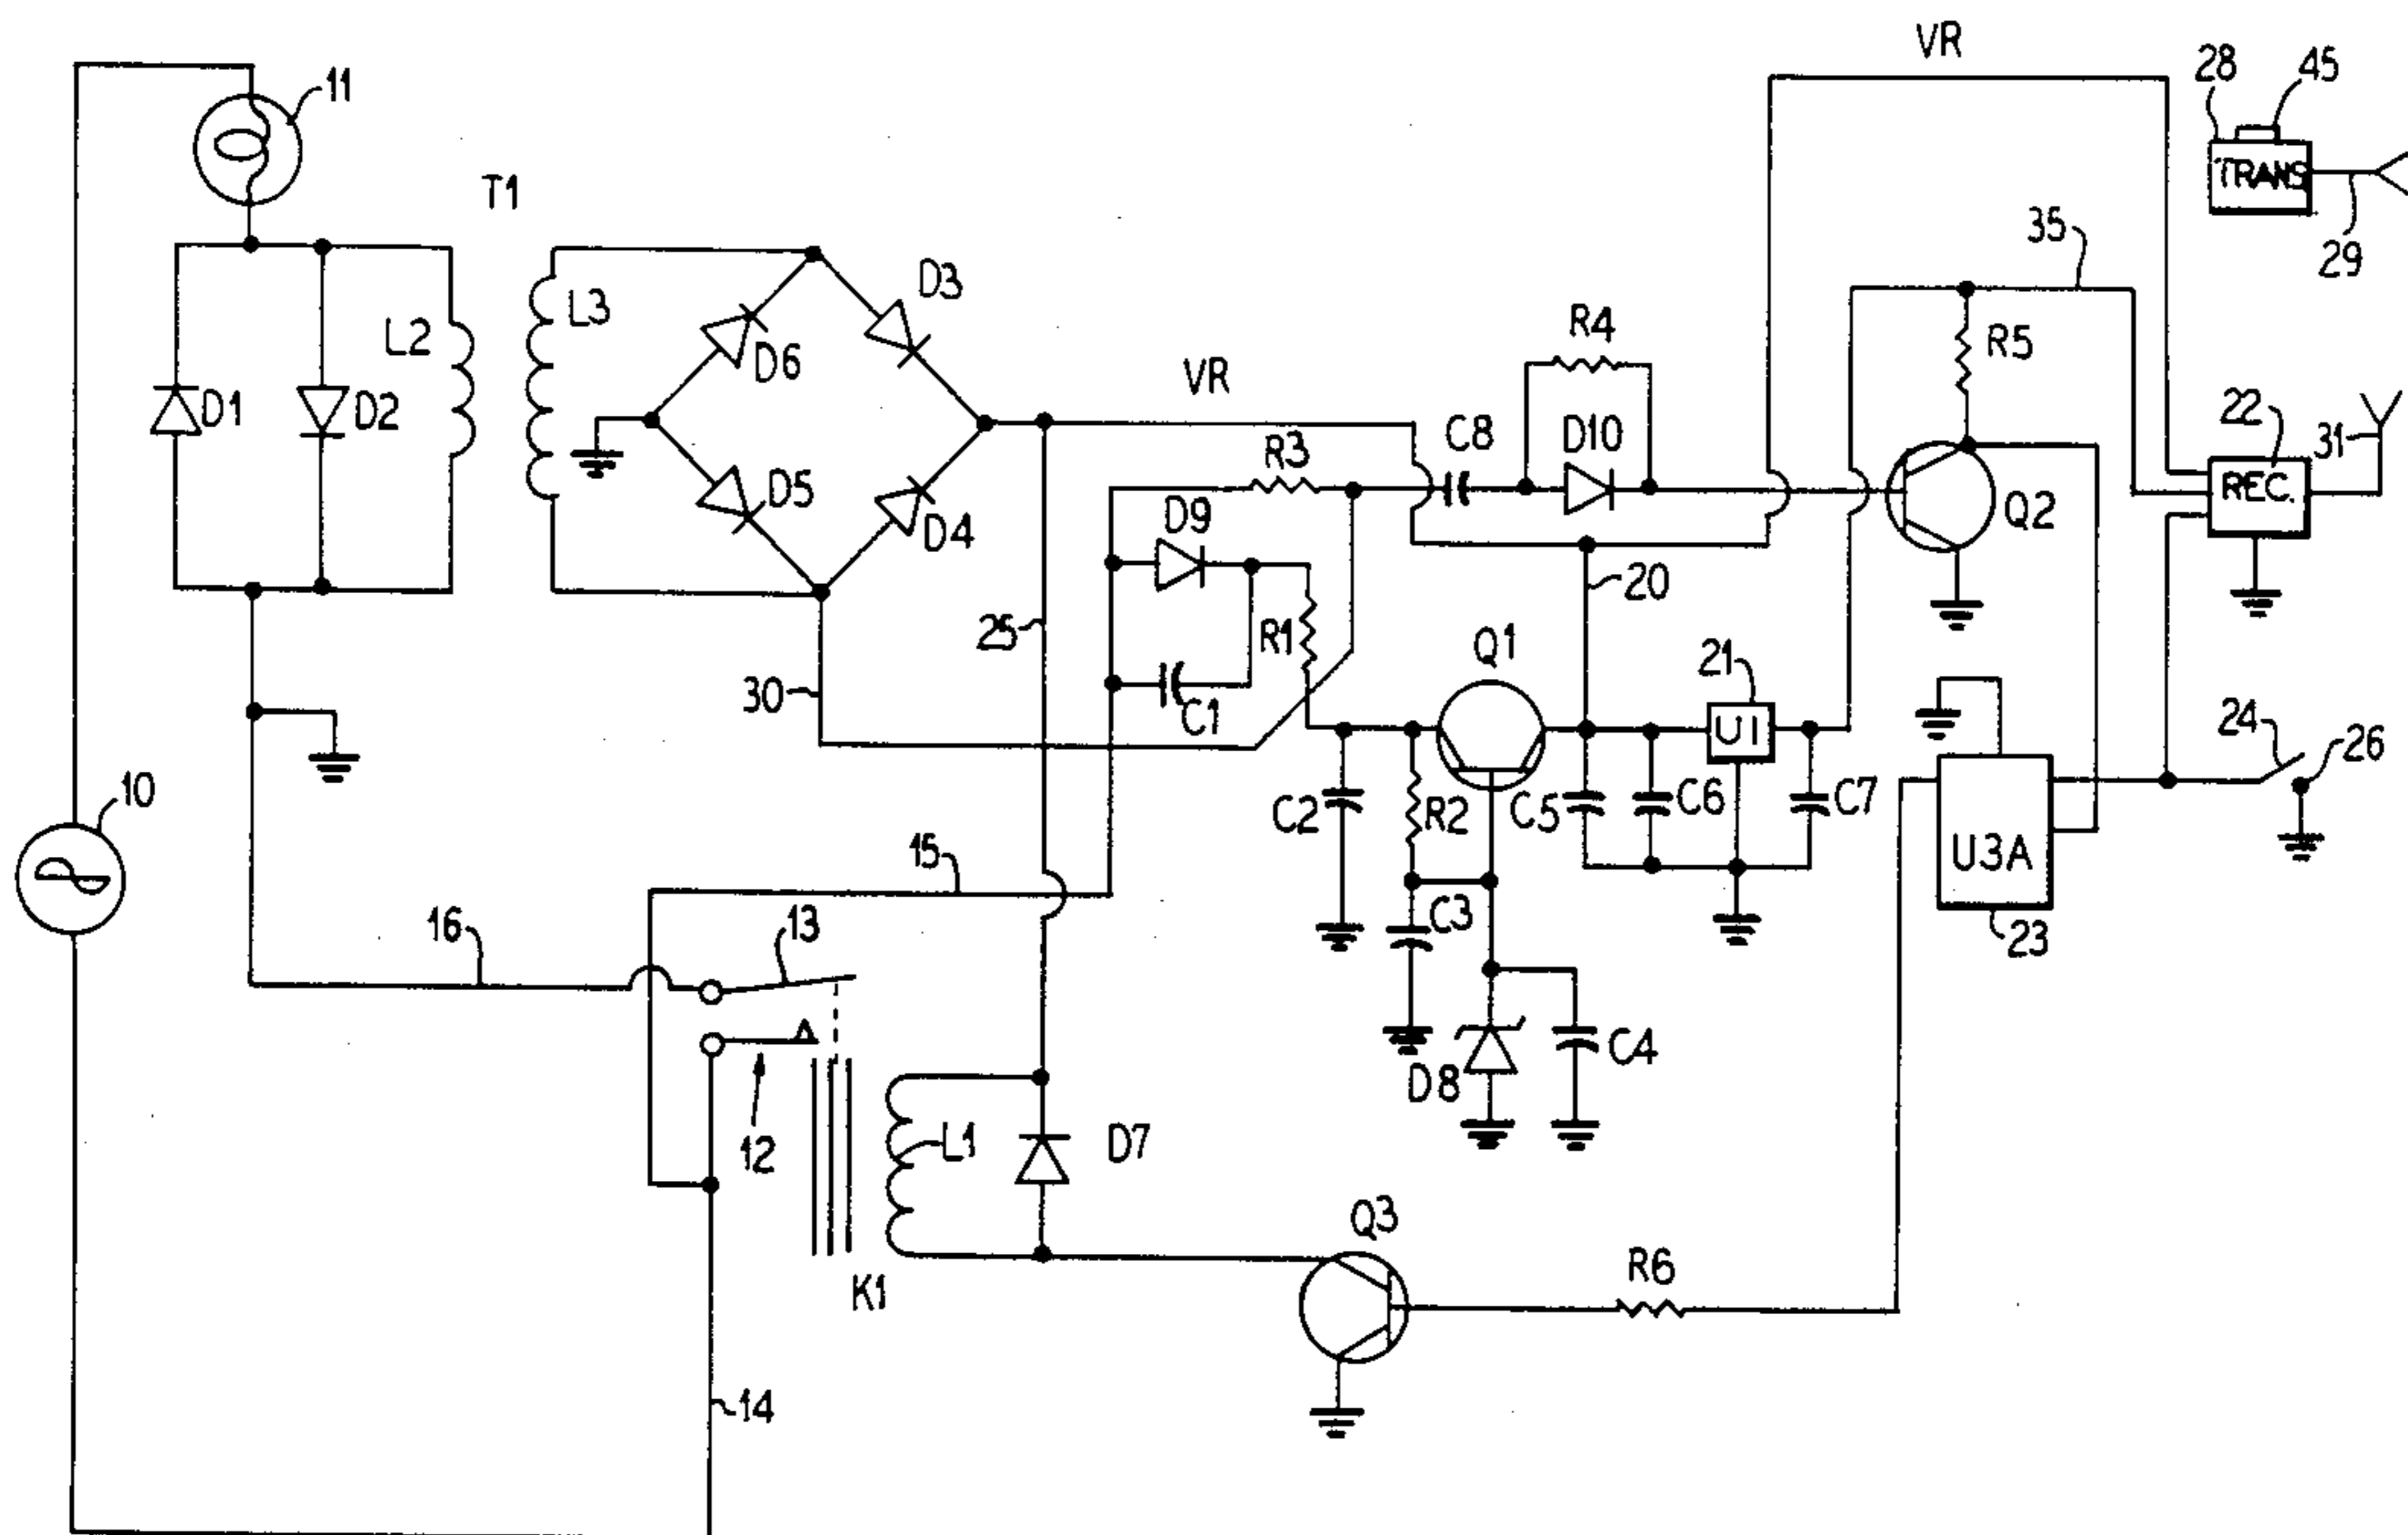 VR
28
45
11
TRANS
T1
35
29
D3
L3
R4
L2
R5
D6
VR
22
D1
D2
C8
D10
31
R3
REC.
D5
D9
Q2
D4
20
25
R1
Q1
21
30
C1
U1
24
26
10
C2
R2
C5
C6
C7
15
U3A
16
13
C3
23
C4
D8
12
L1
D7
Q3
K1
R6
14